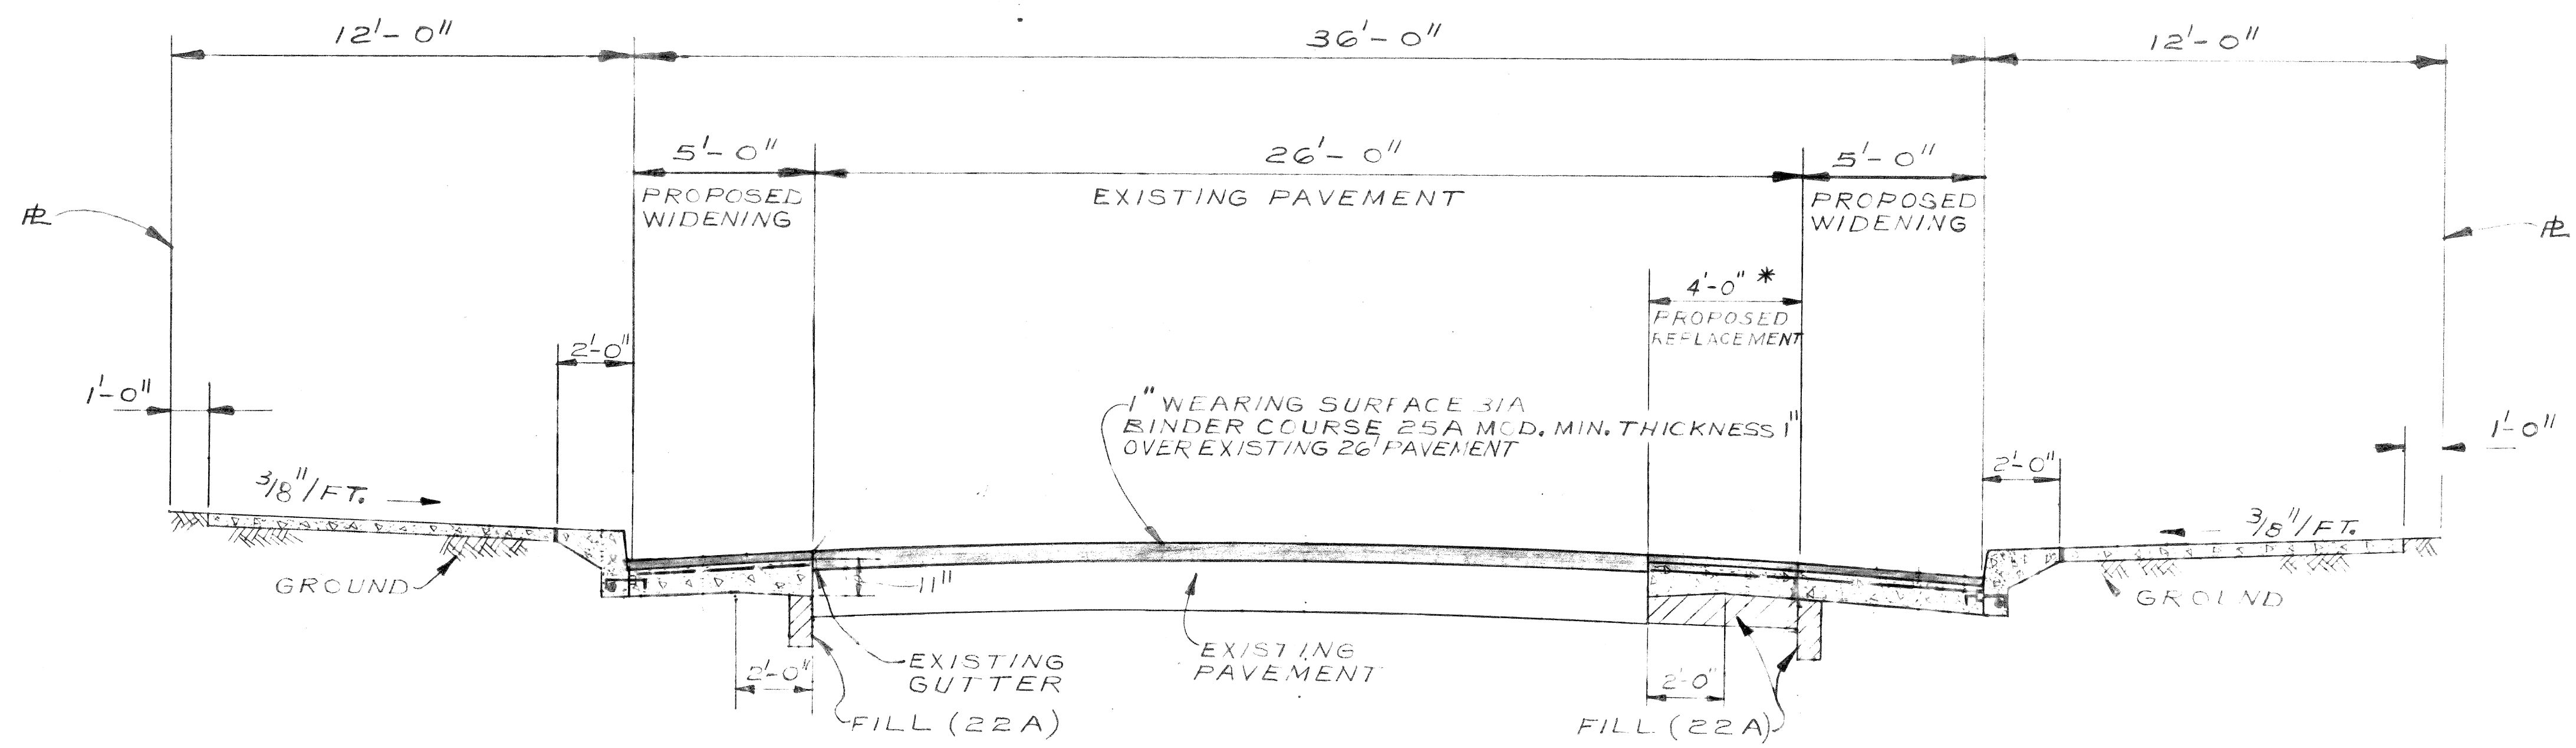 12'-0"
36'-0"
12'-0"
5'-0"
26'-0"
5'-0"
PROPOSED
WIDENING
EXISTING PAVEMENT
PROPOSED
WIDENING
PL
PL
4'-0" *
PROPOSED
REPLACEMENT
2'-0"
1'-0"
1" WEARING SURFACE 31A
BINDER COURSE 25A MOD. MIN. THICKNESS 1"
OVER EXISTING 26' PAVEMENT
1'-0"
2'-0"
3/8"/FT.
3/8"/FT.
GROUND
11"
GROUND
EXISTING
GUTTER
EXISTING
PAVEMENT
2'-0"
2'-0"
FILL (22A)
FILL (22A)